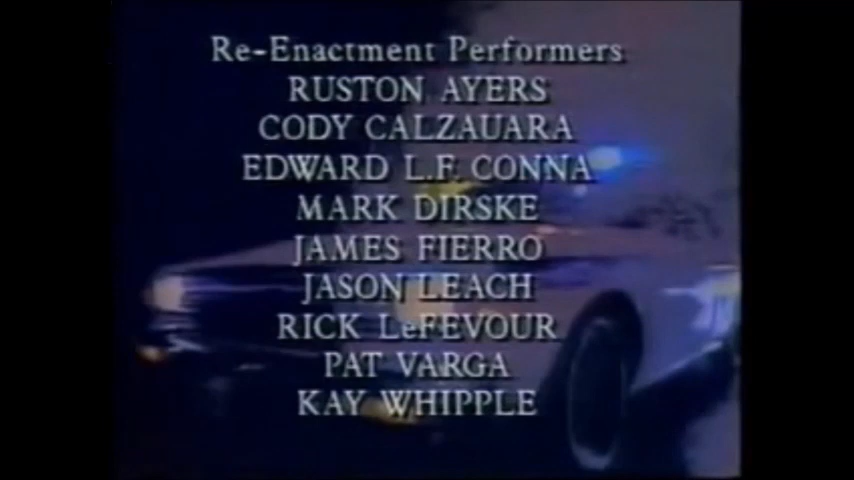 Re-Enactment Performers
RUSTON AYERS
CODY CALZAUARA
EDWARD L.F. CONNA
MARK DIRSKE
JAMES FIERRO
JASON LEACH
RICK LeFEVOUR
PAT VARGA
KAY WHIPPLE